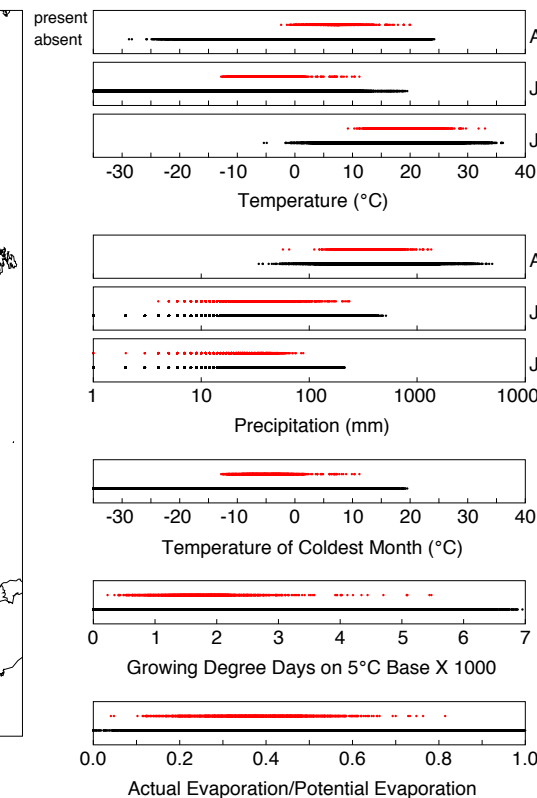 present
absent
A
J
J
-30 -20 -10 0 10 20 30 40
Temperature (°C)
A
J
J
1 10 100 1000 1000
Precipitation (mm)
-30 -20 -10 0 10 20 30 40
Temperature of Coldest Month (°C)
0 1 2 3 4 5 6 7
Growing Degree Days on 5°C Base X 1000
0.0 0.2 0.4 0.6 0.8 1.0
Actual Evaporation/Potential Evaporation